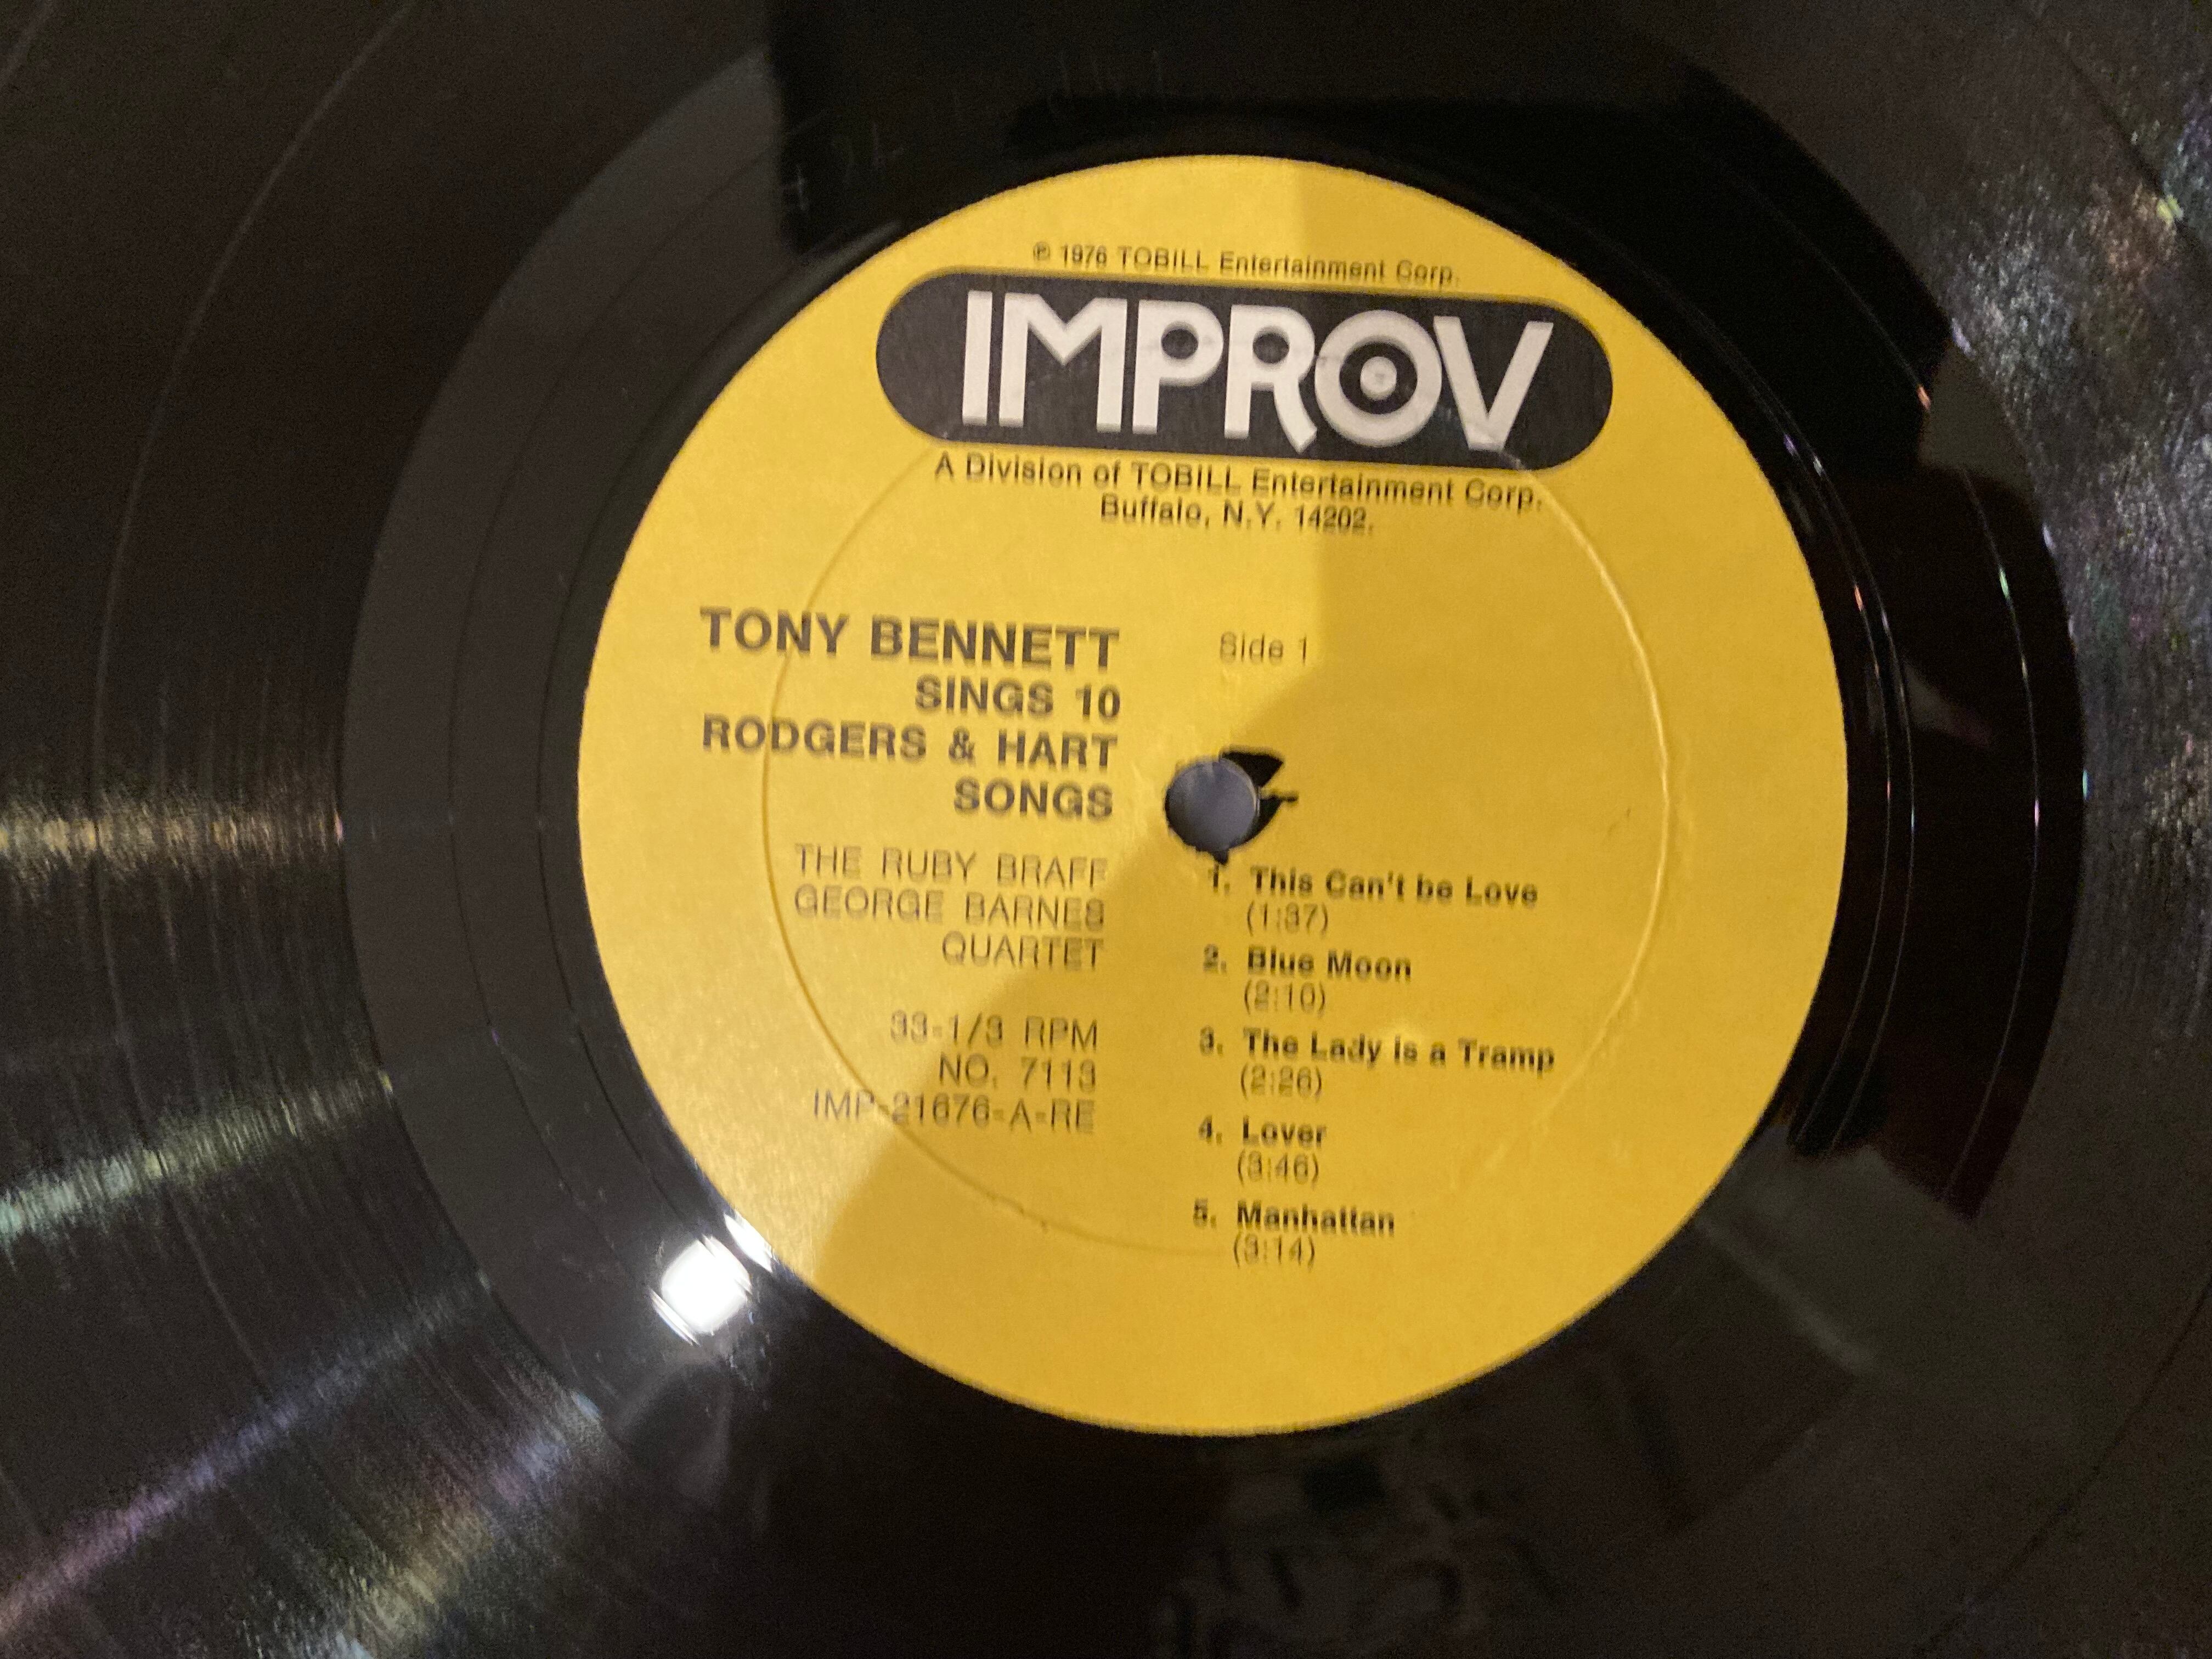 ℗ 1976 TOBILL Entertainment Corp.
IMPROV
A Division of TOBILL Entertainment Corp.
Buffalo, N.Y. 14202.
TONY BENNETT
SINGS 10
RODGERS & HART
SONGS
THE RUBY BRAFF
GEORGE BARNES
QUARTET
33-1/3 RPM
NO. 7113
IMP-21676-A-RE
Side 1
1. This Can't be Love
(1:37)
2. Blue Moon
(2:10)
3. The Lady is a Tramp
(2:26)
4. Lover
(3:46)
5. Manhattan
(3:14)